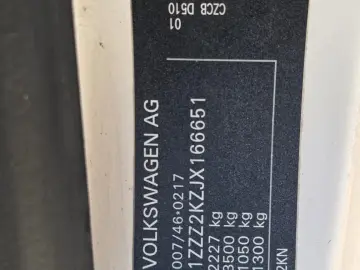 VOLKSWAGEN AG
007/46*0217
1ZZZ2KZJX166651
2227 kg
3500 kg
1050 kg
1300 kg
2KN
01
CZCB D510